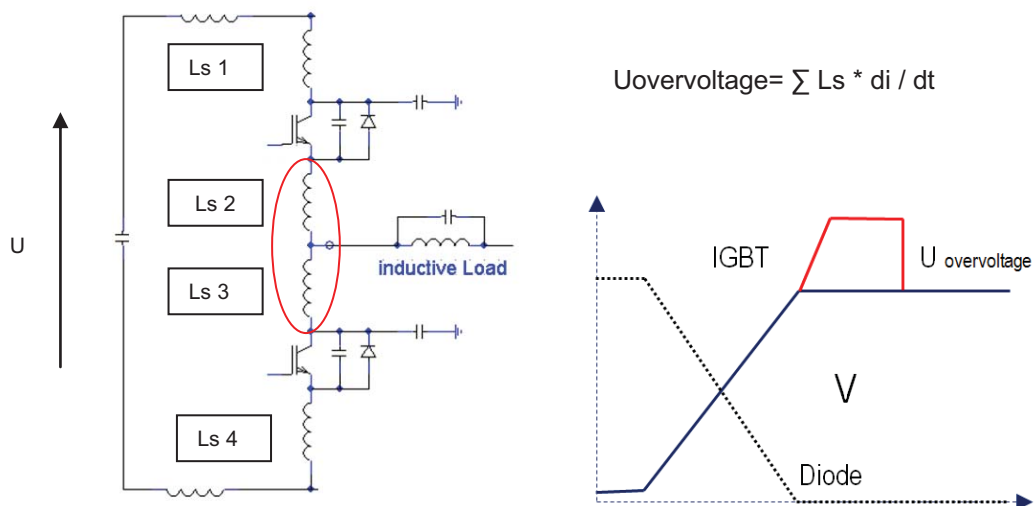 Ls 1
Uovervoltage= ∑ Ls * di / dt
U
Ls 2
inductive Load
Ls 3
Ls 4
IGBT
U overvoltage
V
Diode